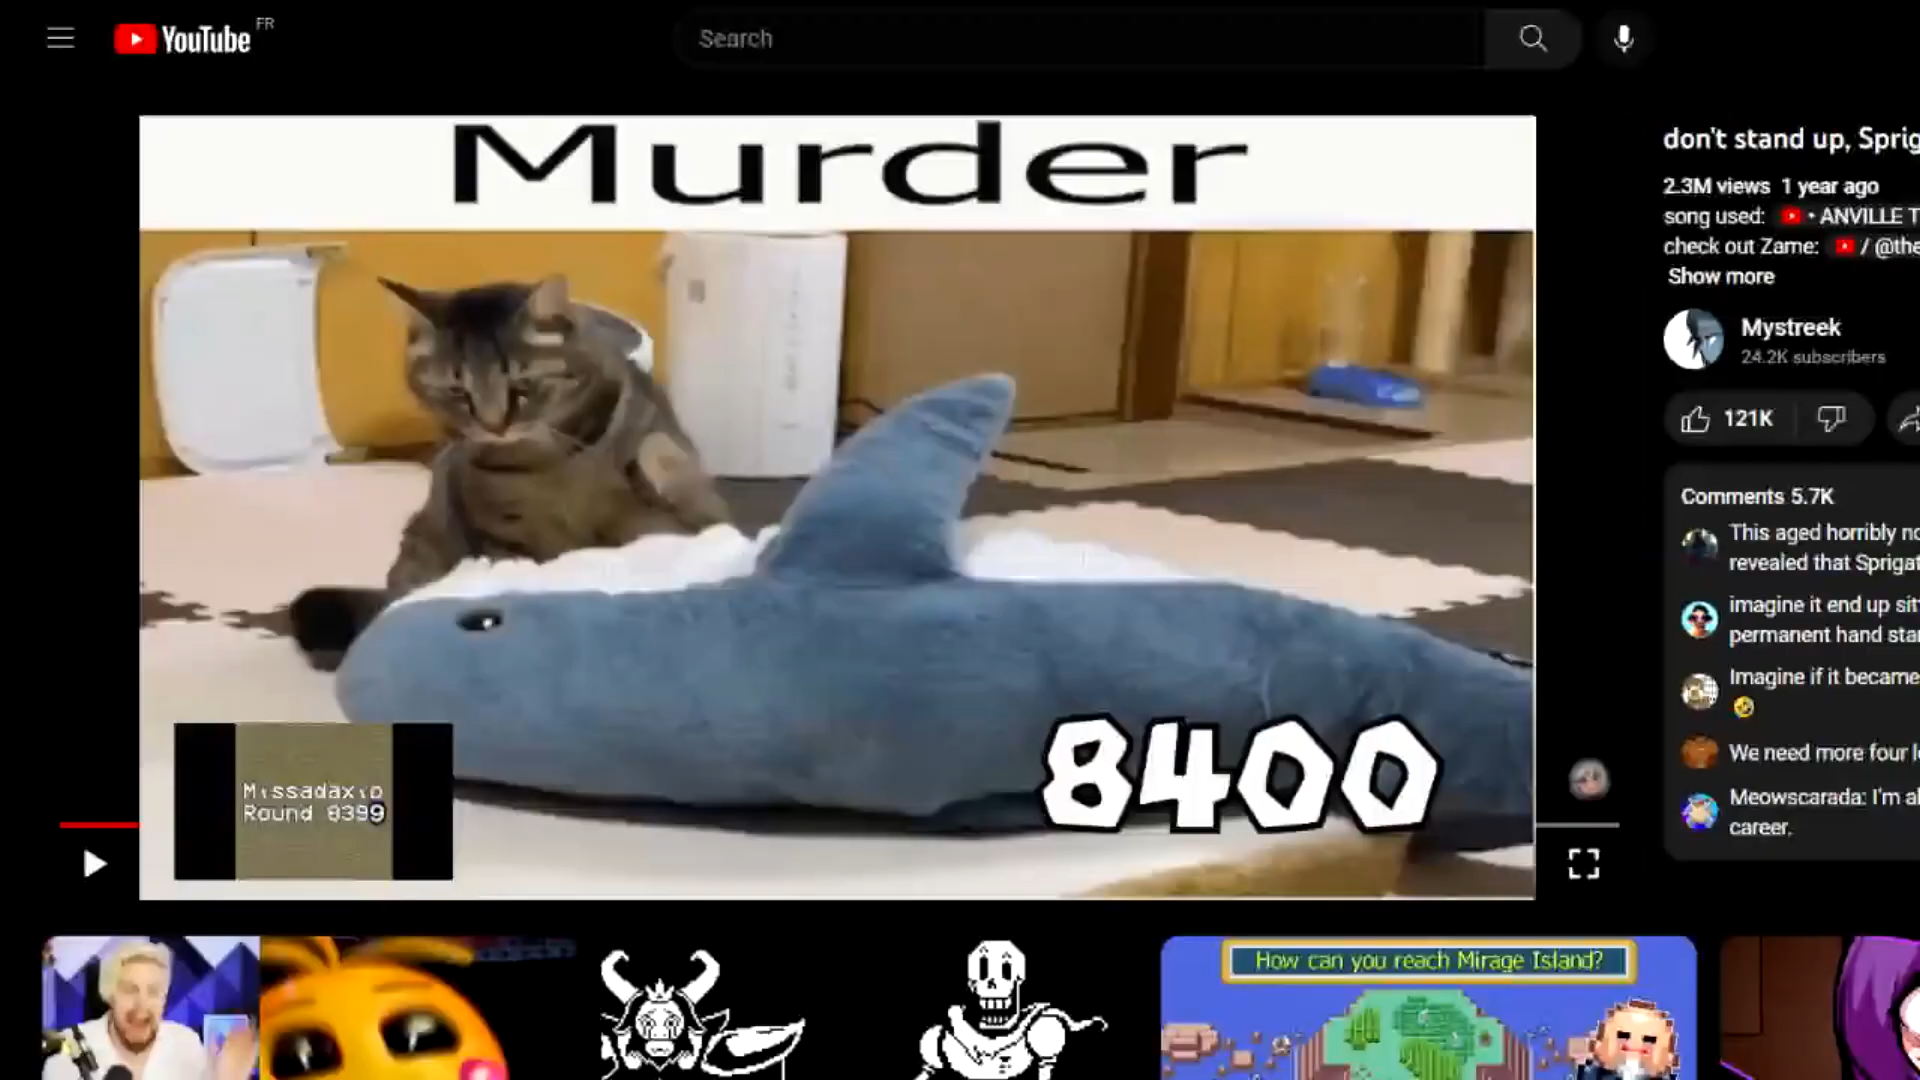 YouTube FR
Search
Murder
8400
Missadaxio
Round 8399
don't stand up, Sprig
2.3M views 1 year ago
song used: • ANVILLE T
check out Zame: / @the
Show more
Mystreek
24.2K subscribers
121K
Comments 5.7K
This aged horribly no
revealed that Sprigat
imagine it end up sit
permanent hand stan
Imagine if it became
🤣
We need more four l
Meowscarada: I'm al
career.
How can you reach Mirage Island?